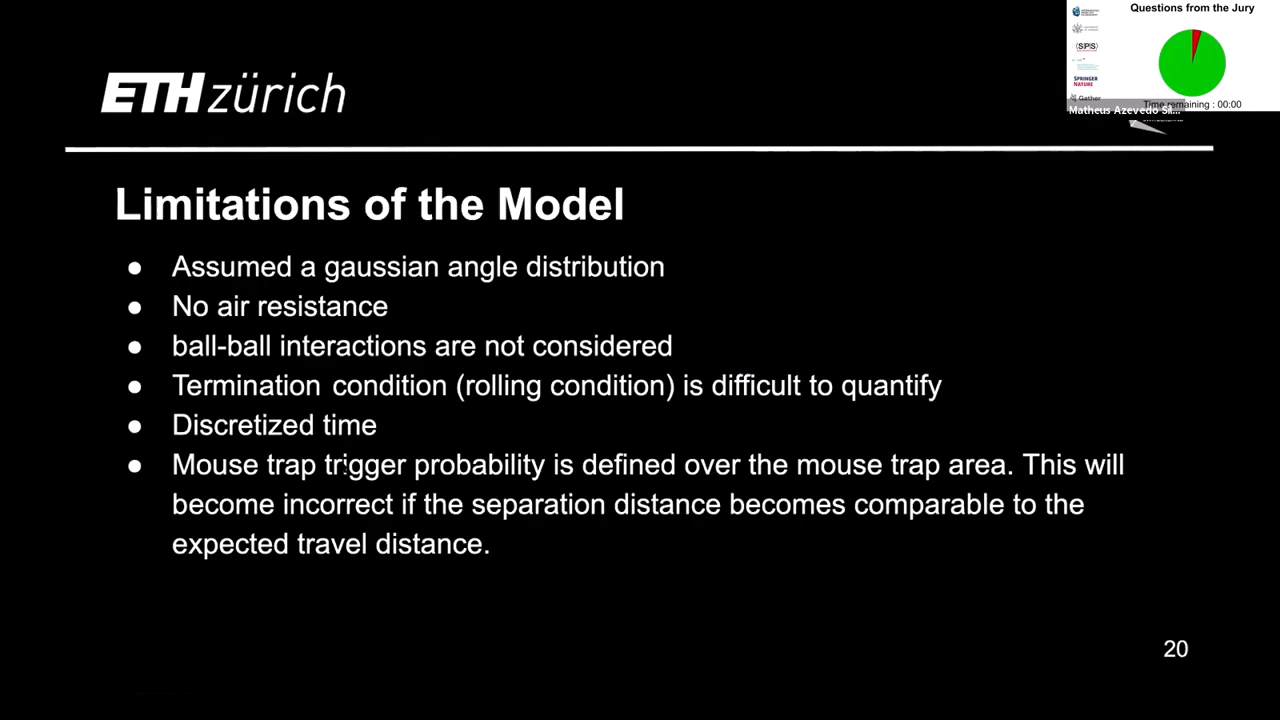 Questions from the Jury
SPS
SPRINGER
NATURE
Gather
Time remaining : 00:00
Matheus Azevedo Sil...
ETH zürich
Limitations of the Model
● Assumed a gaussian angle distribution
● No air resistance
● ball-ball interactions are not considered
● Termination condition (rolling condition) is difficult to quantify
● Discretized time
● Mouse trap trigger probability is defined over the mouse trap area. This will
become incorrect if the separation distance becomes comparable to the
expected travel distance.
20